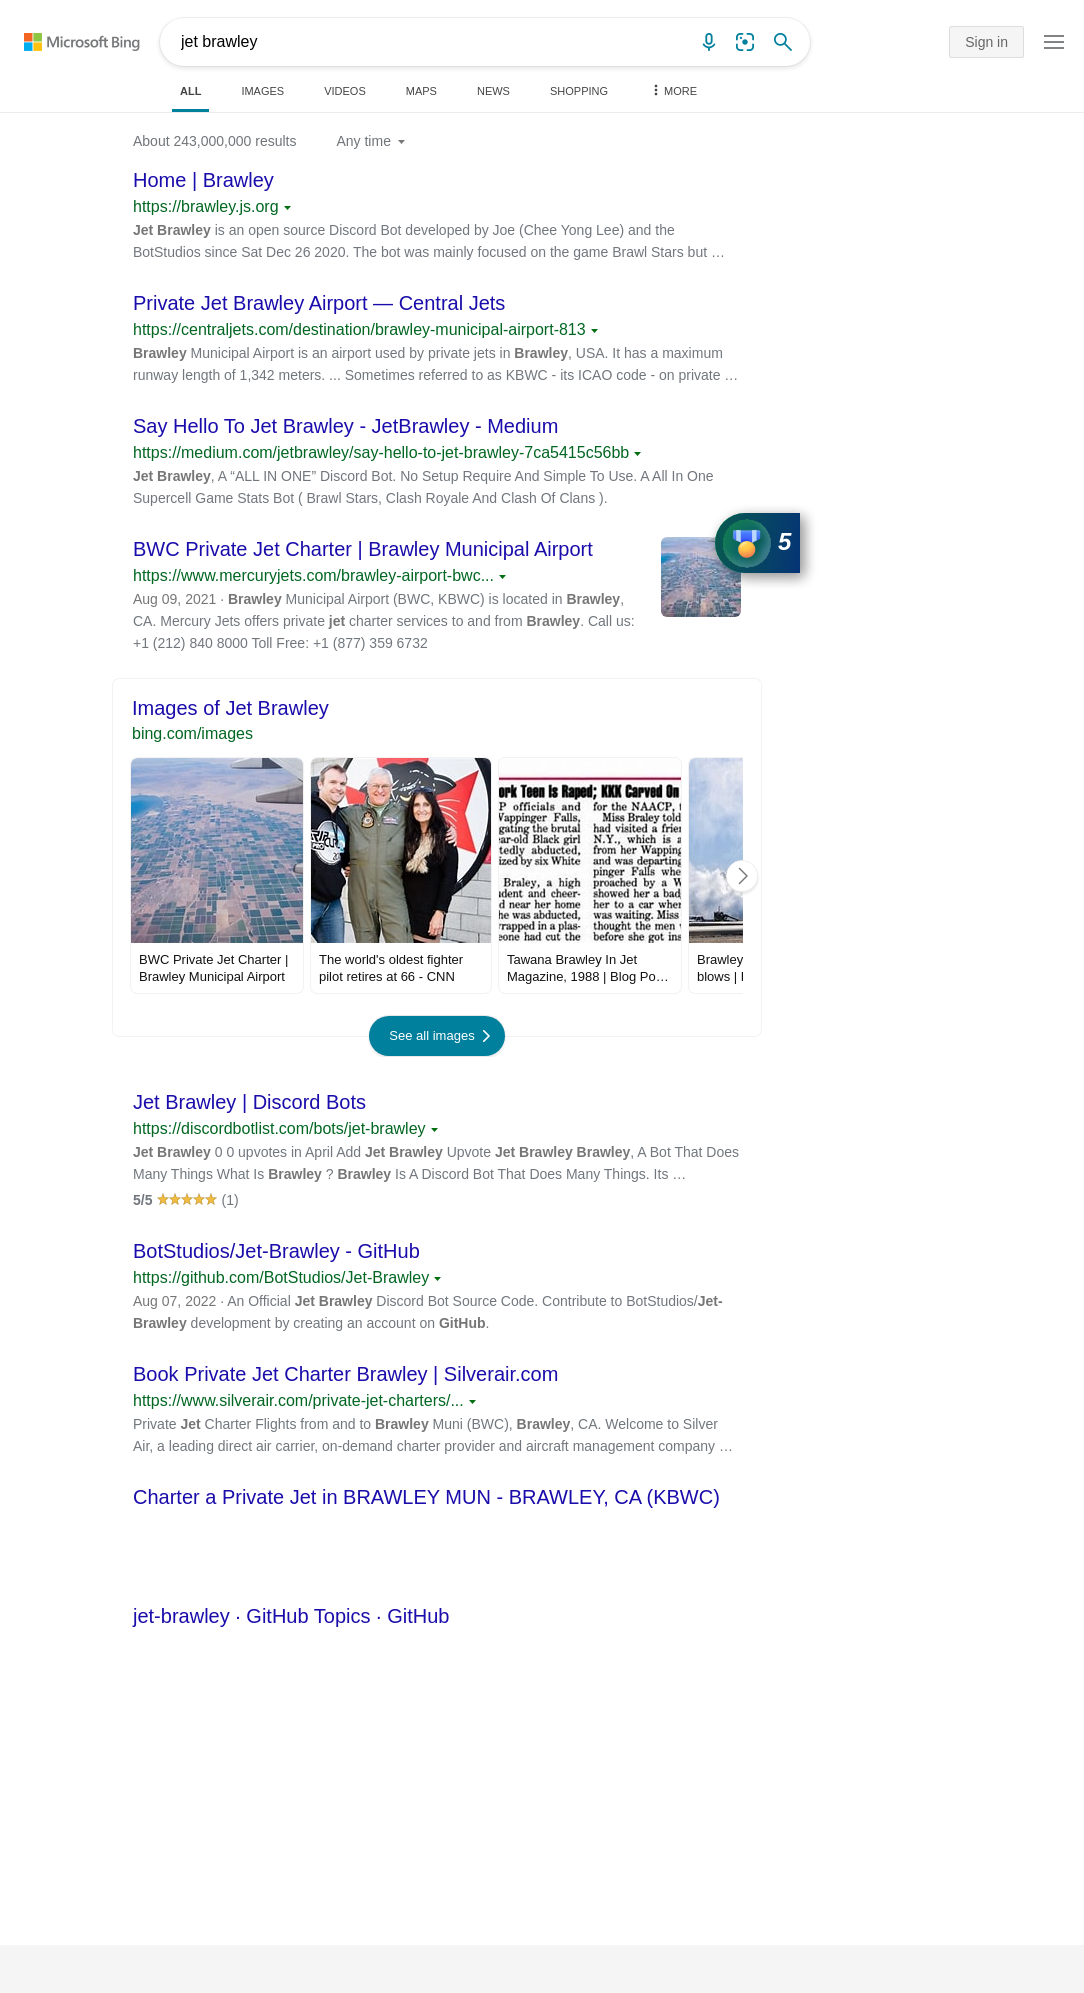 Microsoft Bing
jet brawley
Sign in
ALL IMAGES VIDEOS MAPS NEWS SHOPPING MORE
About 243,000,000 results Any time
Home | Brawley
https://brawley.js.org
Jet Brawley is an open source Discord Bot developed by Joe (Chee Yong Lee) and the
BotStudios since Sat Dec 26 2020. The bot was mainly focused on the game Brawl Stars but …
Private Jet Brawley Airport — Central Jets
https://centraljets.com/destination/brawley-municipal-airport-813
Brawley Municipal Airport is an airport used by private jets in Brawley, USA. It has a maximum
runway length of 1,342 meters. ... Sometimes referred to as KBWC - its ICAO code - on private …
Say Hello To Jet Brawley - JetBrawley - Medium
https://medium.com/jetbrawley/say-hello-to-jet-brawley-7ca5415c56bb
Jet Brawley, A “ALL IN ONE” Discord Bot. No Setup Require And Simple To Use. A All In One
Supercell Game Stats Bot ( Brawl Stars, Clash Royale And Clash Of Clans ).
5
BWC Private Jet Charter | Brawley Municipal Airport
https://www.mercuryjets.com/brawley-airport-bwc...
Aug 09, 2021 · Brawley Municipal Airport (BWC, KBWC) is located in Brawley,
CA. Mercury Jets offers private jet charter services to and from Brawley. Call us:
+1 (212) 840 8000 Toll Free: +1 (877) 359 6732
Images of Jet Brawley
bing.com/images
ork Teen Is Raped; KKK Carved On
P officials and
Wappinger Falls,
gating the brutal
ear-old Black girl
tedly abducted,
ized by six White
Braley, a high
dent and cheer-
d near her home
he was abducted,
wrapped in a plas-
eone had cut the
for the NAACP,
Miss Braley told
had visited a frie
N.Y., which is a
from her Wapping
and was departing
pinger Falls whe
proached by a W
showed her a bad
her to a car when
was waiting. Miss
thought the men
before she got ins
BWC Private Jet Charter |
Brawley Municipal Airport
The world's oldest fighter
pilot retires at 66 - CNN
Tawana Brawley In Jet
Magazine, 1988 | Blog Po…
Brawley
blows |
See all images
Jet Brawley | Discord Bots
https://discordbotlist.com/bots/jet-brawley
Jet Brawley 0 0 upvotes in April Add Jet Brawley Upvote Jet Brawley Brawley, A Bot That Does
Many Things What Is Brawley ? Brawley Is A Discord Bot That Does Many Things. Its …
5/5 (1)
BotStudios/Jet-Brawley - GitHub
https://github.com/BotStudios/Jet-Brawley
Aug 07, 2022 · An Official Jet Brawley Discord Bot Source Code. Contribute to BotStudios/Jet-
Brawley development by creating an account on GitHub.
Book Private Jet Charter Brawley | Silverair.com
https://www.silverair.com/private-jet-charters/...
Private Jet Charter Flights from and to Brawley Muni (BWC), Brawley, CA. Welcome to Silver
Air, a leading direct air carrier, on-demand charter provider and aircraft management company …
Charter a Private Jet in BRAWLEY MUN - BRAWLEY, CA (KBWC)
jet-brawley · GitHub Topics · GitHub